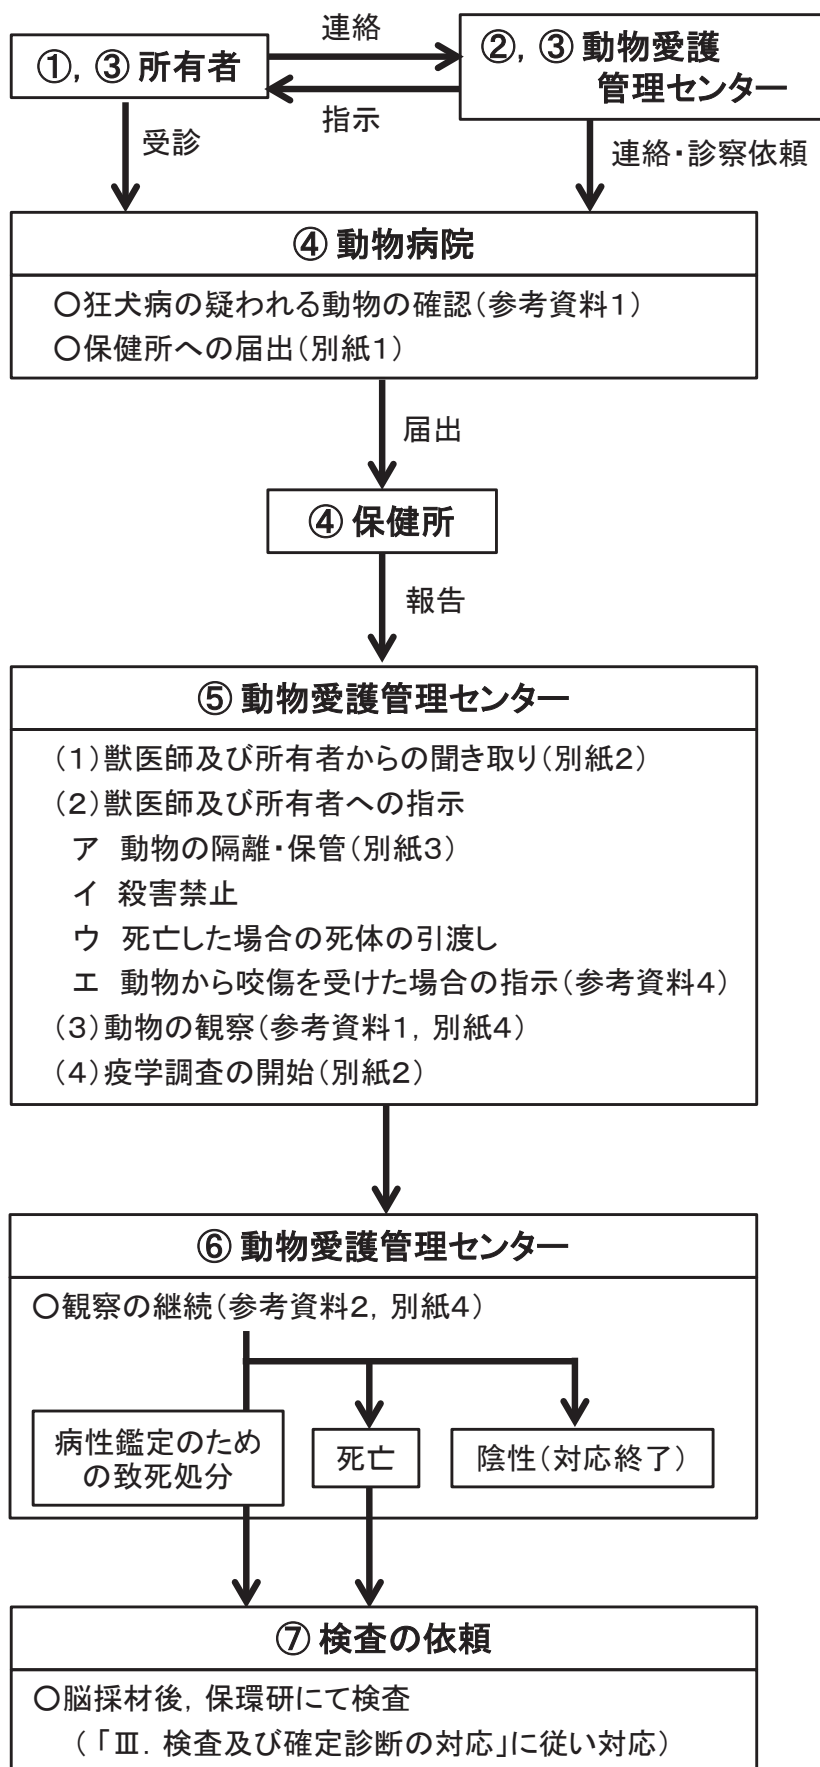 連絡
①，③所有者
②，③動物愛護
管理センター
指示
受診
連絡・診察依頼
④動物病院
○狂犬病の疑われる動物の確認（参考資料１）
○保健所への届出（別紙１）
届出
④保健所
報告
⑤動物愛護管理センター
（１）獣医師及び所有者からの聞き取り（別紙２）
（２）獣医師及び所有者への指示
ア　動物の隔離・保管（別紙３）
イ　殺害禁止
ウ　死亡した場合の死体の引渡し
エ　動物から咬傷を受けた場合の指示（参考資料４）
（３）動物の観察（参考資料１，別紙４）
（４）疫学調査の開始（別紙２）
⑥動物愛護管理センター
○観察の継続（参考資料２，別紙４）
病性鑑定のため
の致死処分
死亡
陰性（対応終了）
⑦検査の依頼
○脳採材後，保環研にて検査
（「Ⅲ．検査及び確定診断の対応」に従い対応）